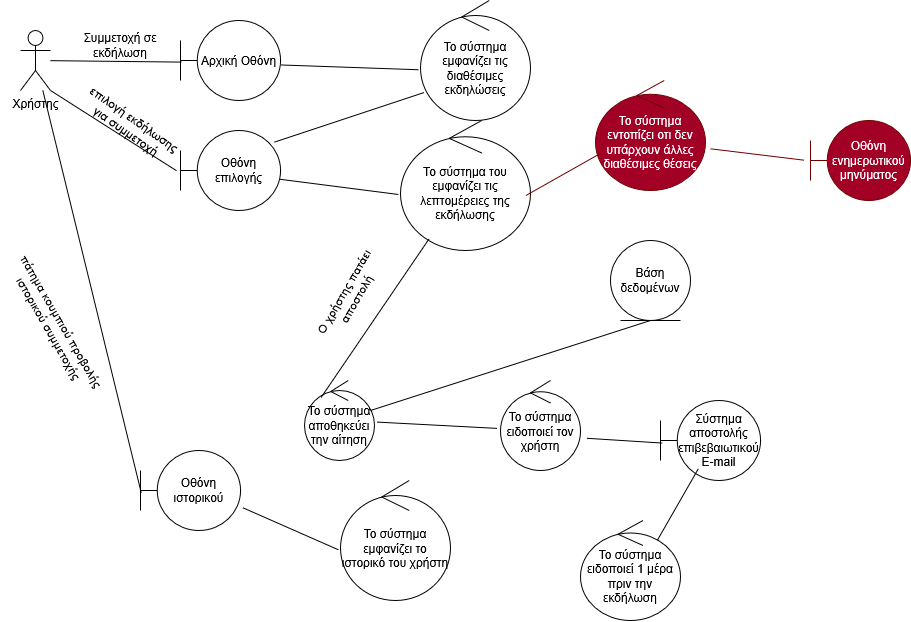 Συμμετοχή σε
εκδήλωση
Χρήστης
Αρχική Οθόνη
Το σύστημα
εμφανίζει τις
διαθέσιμες
εκδηλώσεις
επιλογή εκδήλωσης
για συμμετοχή
Οθόνη
επιλογής
Το σύστημα του
εμφανίζει τις
λεπτομέρειες της
εκδήλωσης
Το σύστημα
εντοπίζει οτι δεν
υπάρχουν άλλες
διαθέσιμες θέσεις
Οθόνη
ενημερωτικού
μηνύματος
πάτημα κουμπιού προβολής
ιστορικού συμμετοχής
Ο χρήστης πατάει
αποστολή
Βάση
δεδομένων
Το σύστημα
αποθηκεύει
την αίτηση
Το σύστημα
ειδοποιεί τον
χρήστη
Σύστημα
αποστολής
επιβεβαιωτικού
E-mail
Οθόνη
ιστορικού
Το σύστημα
εμφανίζει το
ιστορικό του χρήστη
Το σύστημα
ειδοποιεί 1 μέρα
πριν την
εκδήλωση